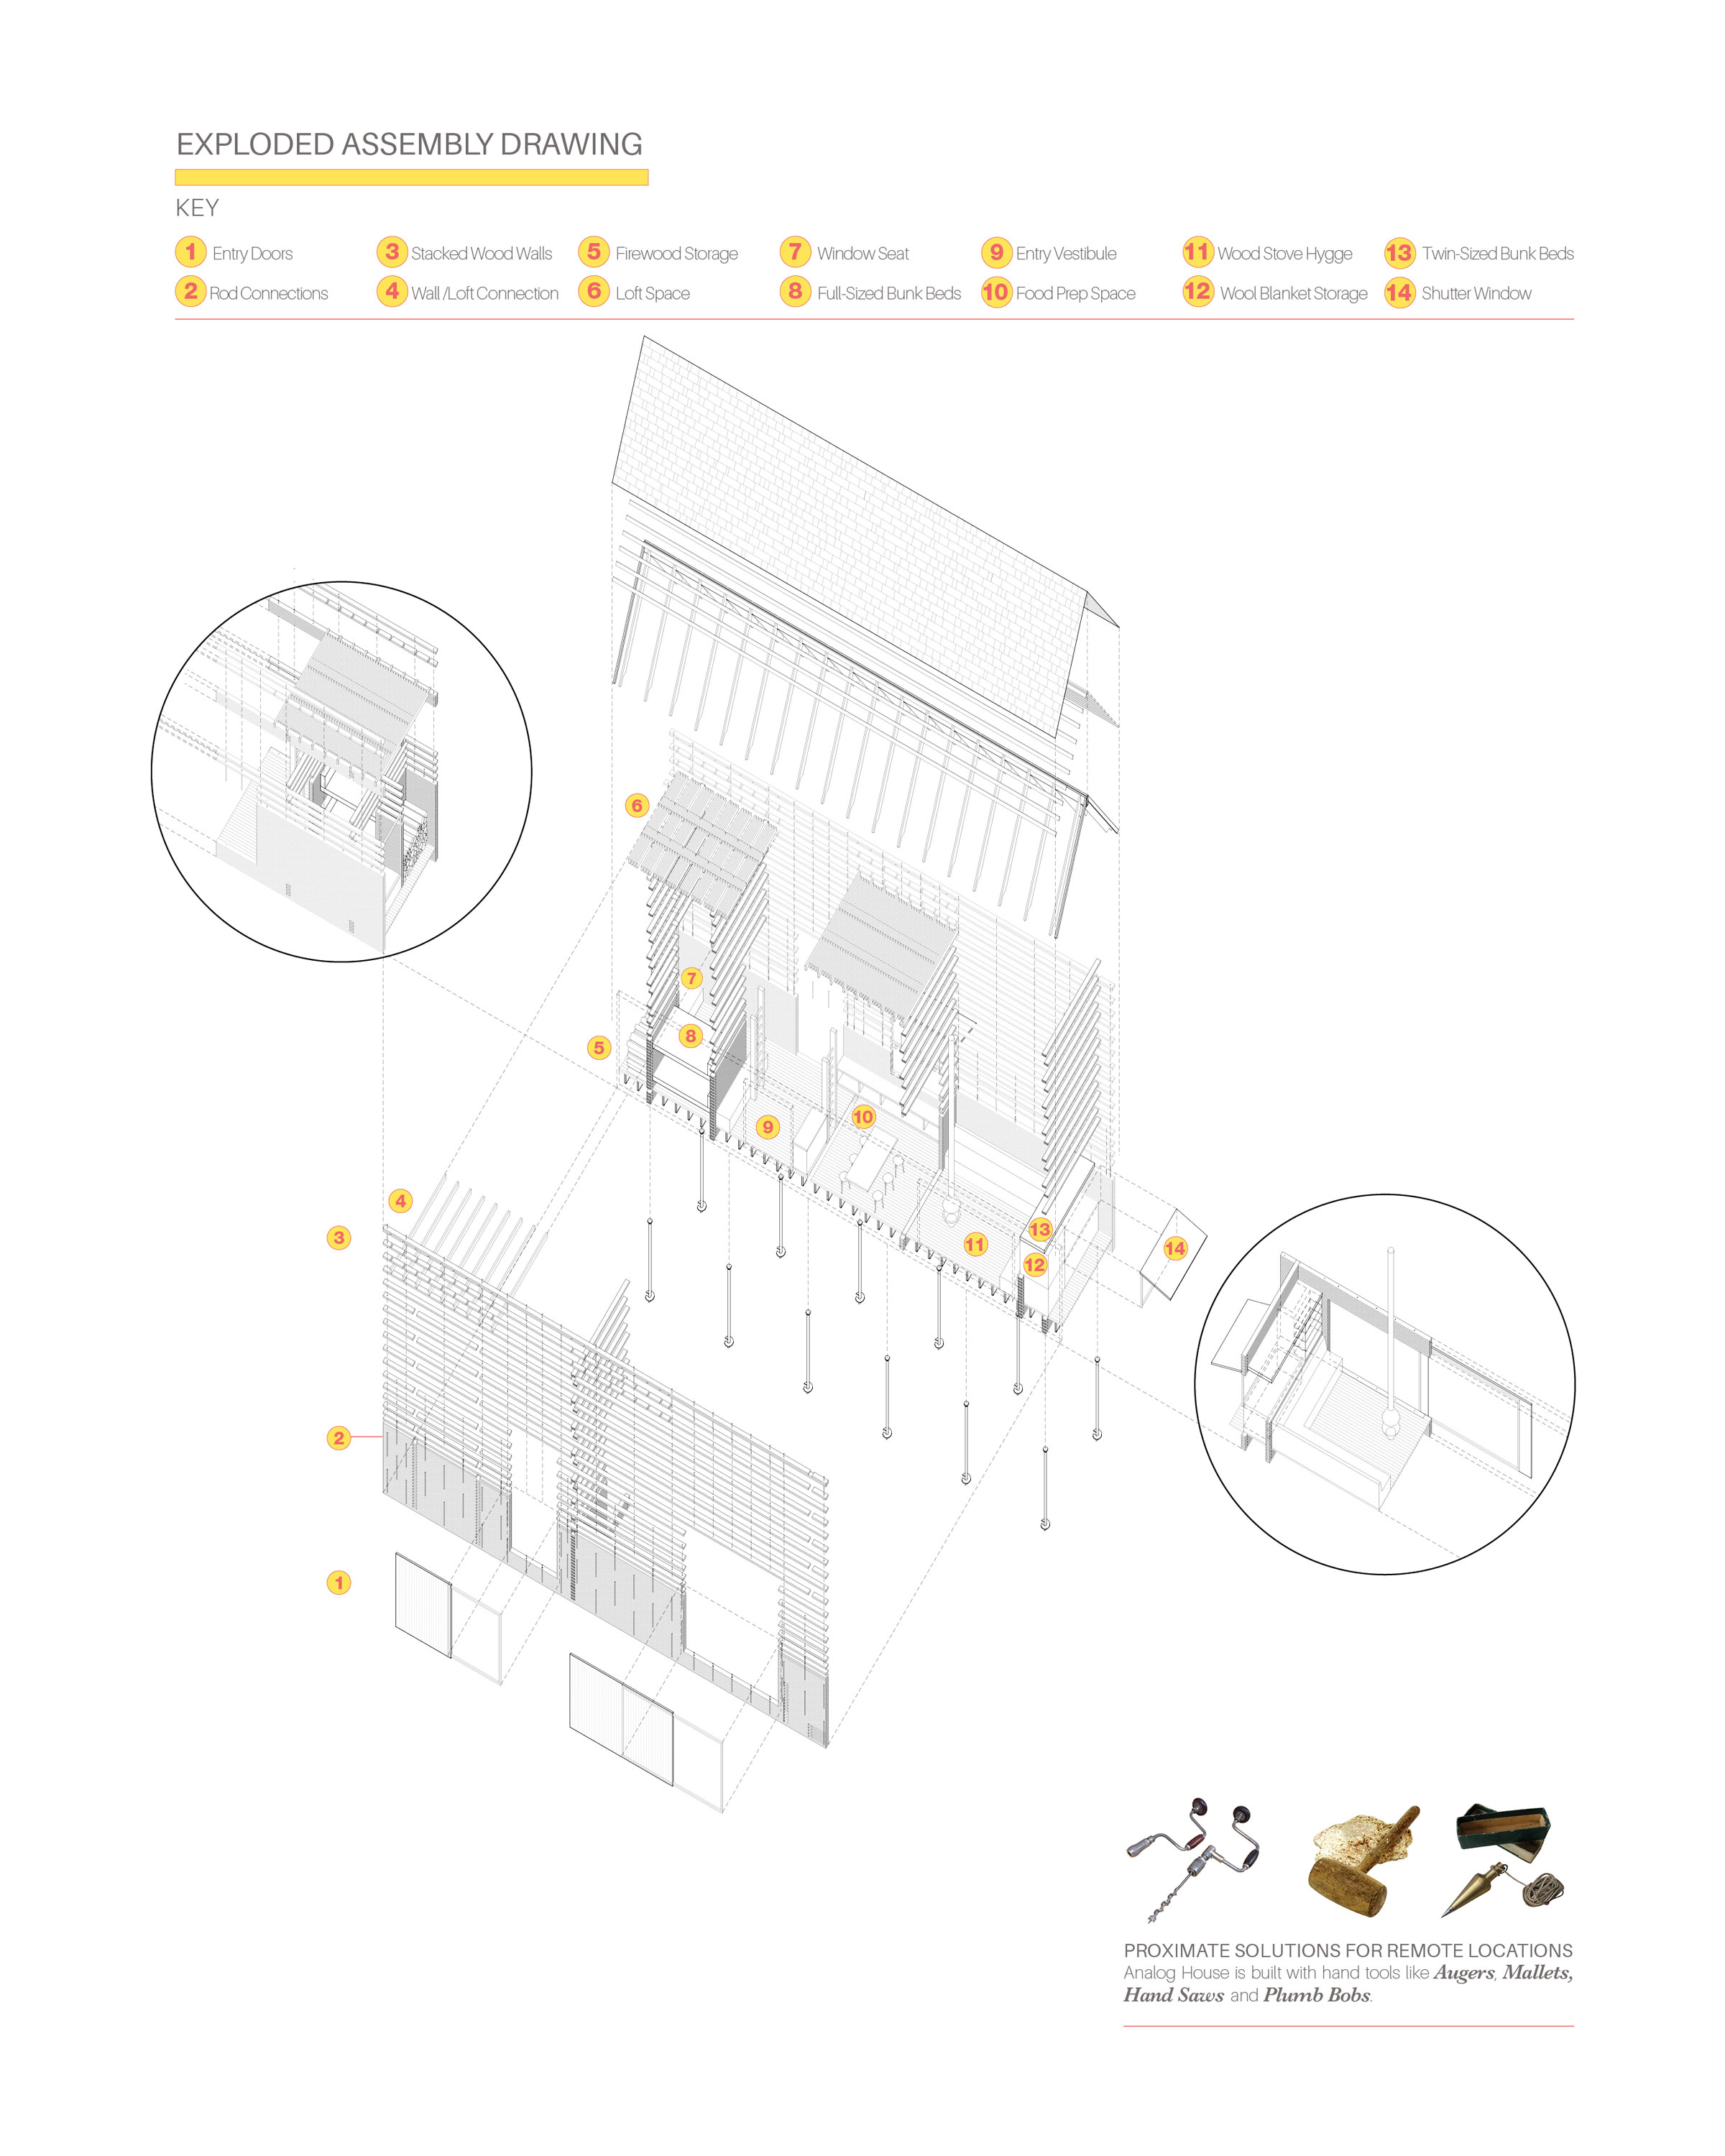 EXPLODED ASSEMBLY DRAWING
KEY
1 Entry Doors
3 Stacked Wood Walls
5 Firewood Storage
7 Window Seat
9 Entry Vestibule
11 Wood Stove Hygge
13 Twin-Sized Bunk Beds
2 Rod Connections
4 Wall /Loft Connection
6 Loft Space
8 Full-Sized Bunk Beds
10 Food Prep Space
12 Wool Blanket Storage
14 Shutter Window
6
7
8
5
9
10
4
3
13
11
14
12
2
1
PROXIMATE SOLUTIONS FOR REMOTE LOCATIONS
Analog House is built with hand tools like Augers, Mallets,
Hand Saws and Plumb Bobs.